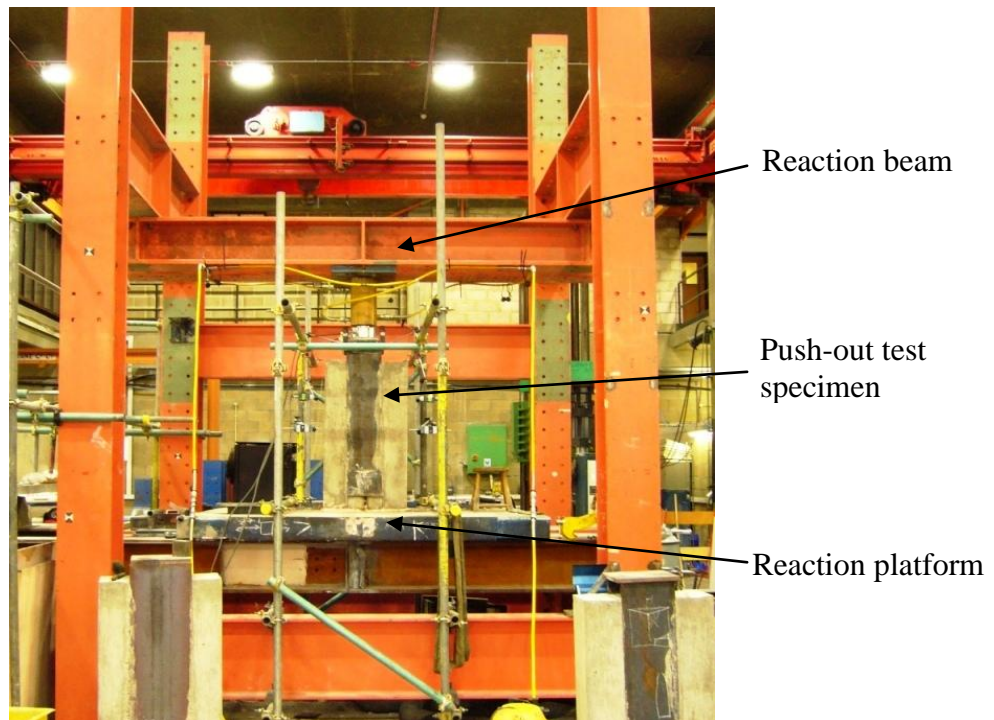 Reaction beam
Push-out test
specimen
Reaction platform